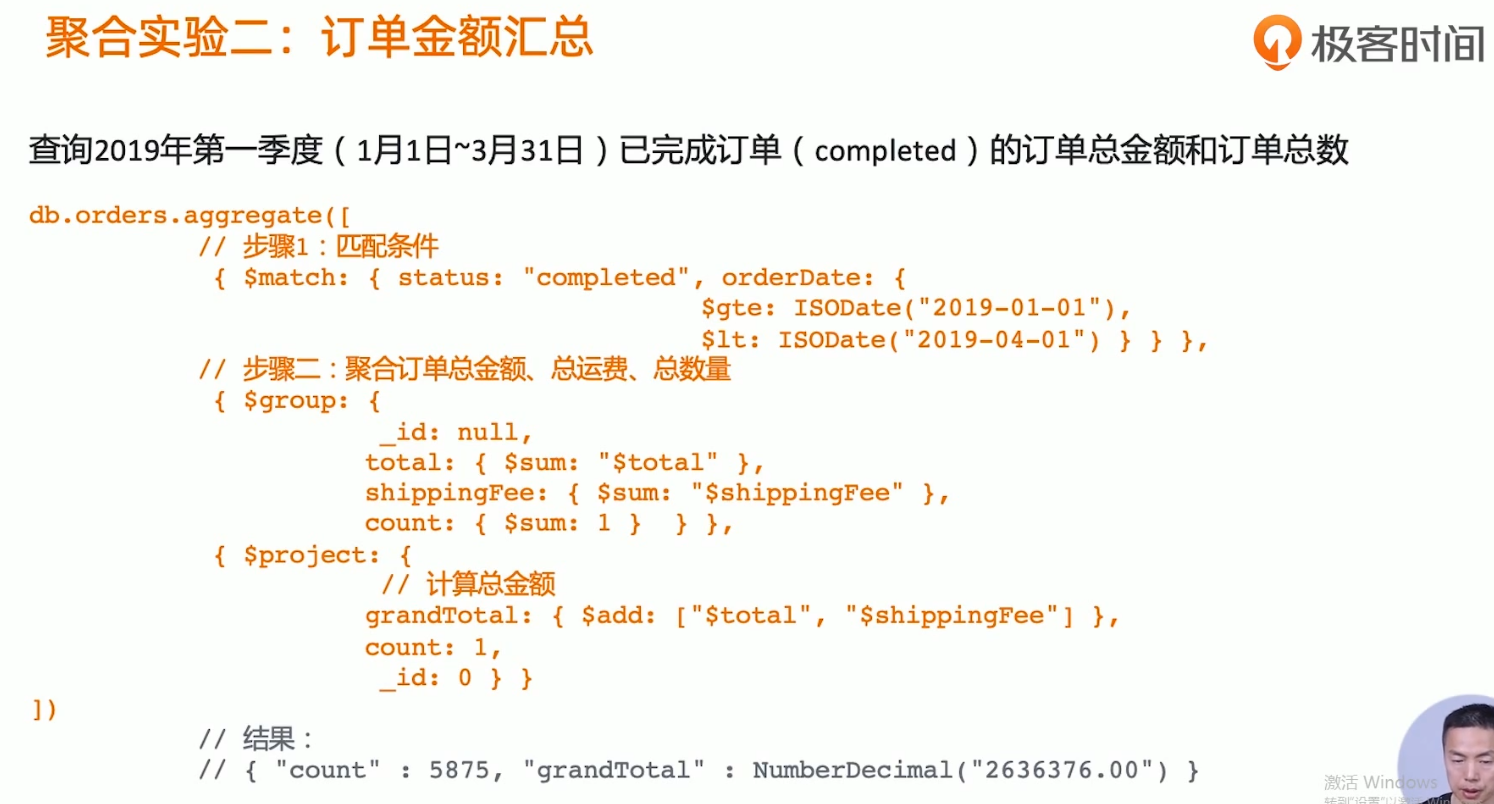 聚合实验二：订单金额汇总
极客时间
查询2019年第一季度（1月1日~3月31日）已完成订单（completed）的订单总金额和订单总数
db.orders.aggregate([
// 步骤1：匹配条件
{ $match: { status: "completed", orderDate: {
$gte: ISODate("2019-01-01"),
$lt: ISODate("2019-04-01") } } },
// 步骤二：聚合订单总金额、总运费、总数量
{ $group: {
_id: null,
total: { $sum: "$total" },
shippingFee: { $sum: "$shippingFee" },
count: { $sum: 1 }  } },
{ $project: {
// 计算总金额
grandTotal: { $add: ["$total", "$shippingFee"] },
count: 1,
_id: 0 } }
])
// 结果：
// { "count" : 5875, "grandTotal" : NumberDecimal("2636376.00") }
激活 Windows
转到"设置"以激活 Win